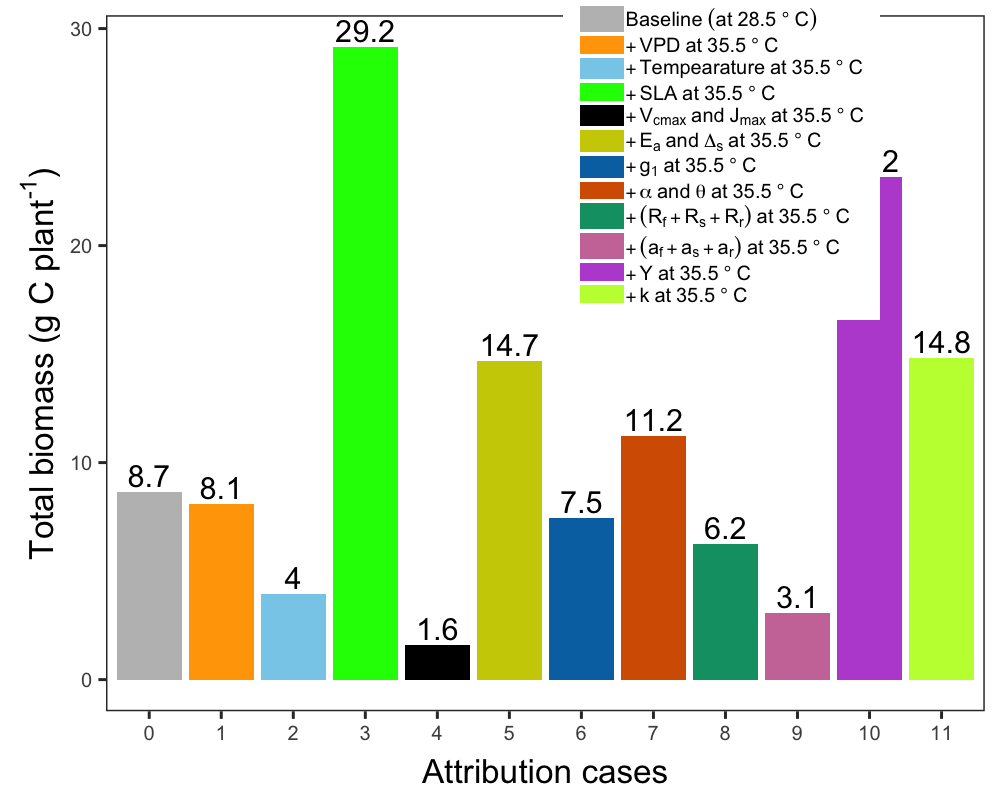 Total biomass (g C plant⁻¹)
30
20
10
0
29.2
8.7
8.1
4
1.6
14.7
7.5
11.2
6.2
3.1
2
14.8
Baseline (at 28.5 ° C)
+ VPD at 35.5 ° C
+ Tempearature at 35.5 ° C
+ SLA at 35.5 ° C
+ Vcmax and Jmax at 35.5 ° C
+ Ea and Δs at 35.5 ° C
+ g1 at 35.5 ° C
+ α and θ at 35.5 ° C
+ (Rf + Rs + Rr) at 35.5 ° C
+ (af + as + ar) at 35.5 ° C
+ Y at 35.5 ° C
+ k at 35.5 ° C
0 1 2 3 4 5 6 7 8 9 10 11
Attribution cases